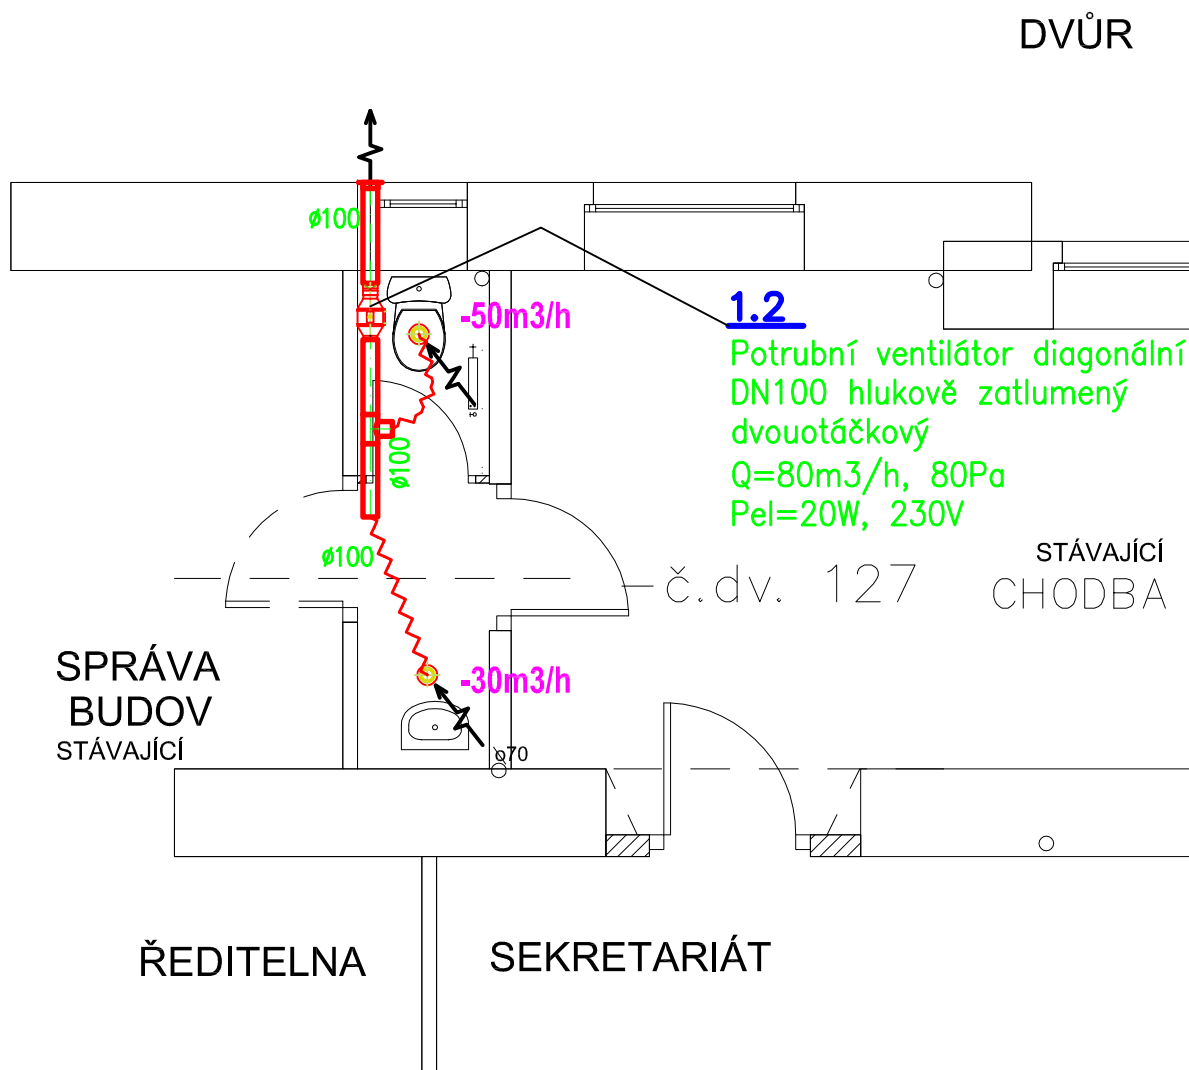 DVŮR
ø100
-50m3/h
1.2
Potrubní ventilátor diagonální
DN100 hlukově zatlumený
dvouotáčkový
Q=80m3/h, 80Pa
Pel=20W, 230V
ø100
ø100
STÁVAJÍCÍ
č.dv. 127
CHODBA
SPRÁVA
BUDOV
STÁVAJÍCÍ
-30m3/h
ø70
ŘEDITELNA
SEKRETARIÁT